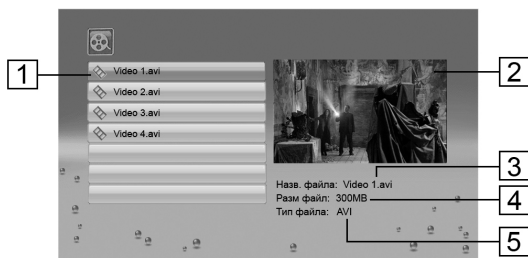 1
Video 1.avi
Video 2.avi
Video 3.avi
Video 4.avi
2
Назв. файла: Video 1.avi
3
Разм файл: 300MB
4
Тип файла: AVI
5